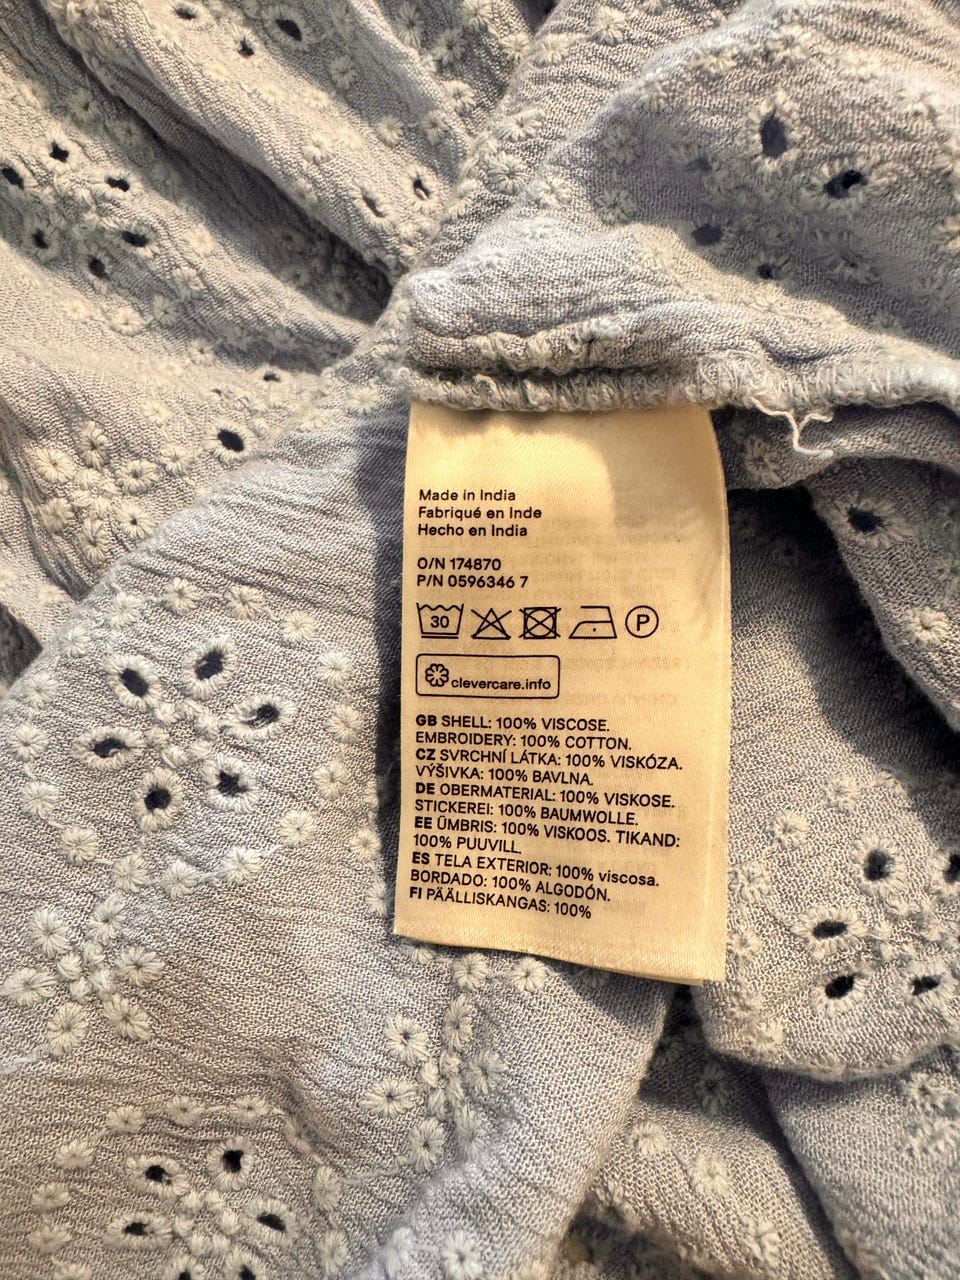 Made in India
Fabriqué en Inde
Hecho en India
O/N 174870
P/N 0596346 7
30 P
clevercare.info
GB SHELL: 100% VISCOSE.
EMBROIDERY: 100% COTTON.
CZ SVRCHNÍ LÁTKA: 100% VISKÓZA.
VÝŠIVKA: 100% BAVLNA.
DE OBERMATERIAL: 100% VISKOSE.
STICKEREI: 100% BAUMWOLLE.
EE ÜMBRIS: 100% VISKOOS. TIKAND:
100% PUUVILL.
ES TELA EXTERIOR: 100% viscosa.
BORDADO: 100% ALGODÓN.
FI PÄÄLLISKANGAS: 100%